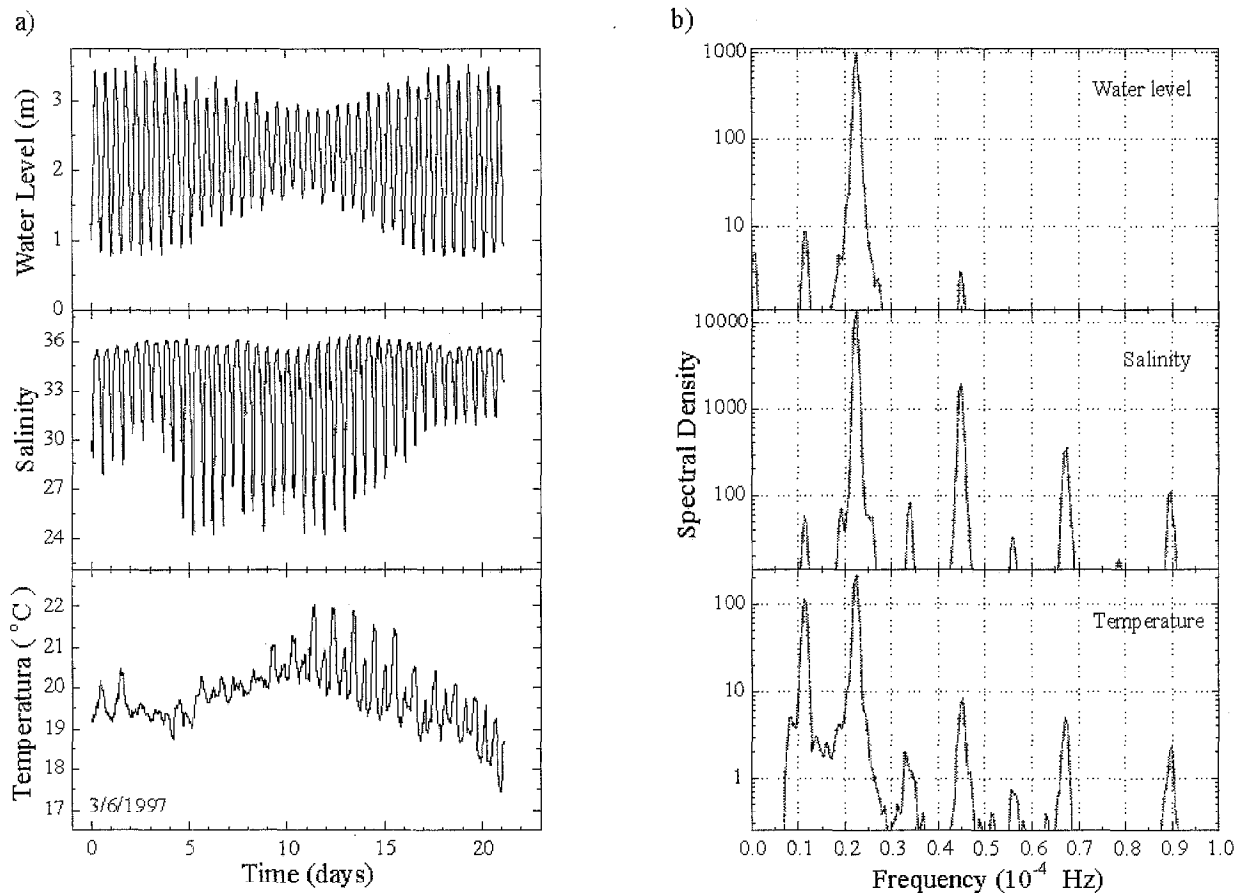 a)
Water Level (m)
3
2
1
0
Salinity
36
33
30
27
24
Temperatura (°C)
22
21
20
19
18
17
3/6/1997
0 5 10 15 20
Time (days)
b)
Spectral Density
1000
100
10
Water level
10000
1000
100
Salinity
100
10
1
Temperature
0.0 0.1 0.2 0.3 0.4 0.5 0.6 0.7 0.8 0.9 1.0
Frequency (10-4 Hz)